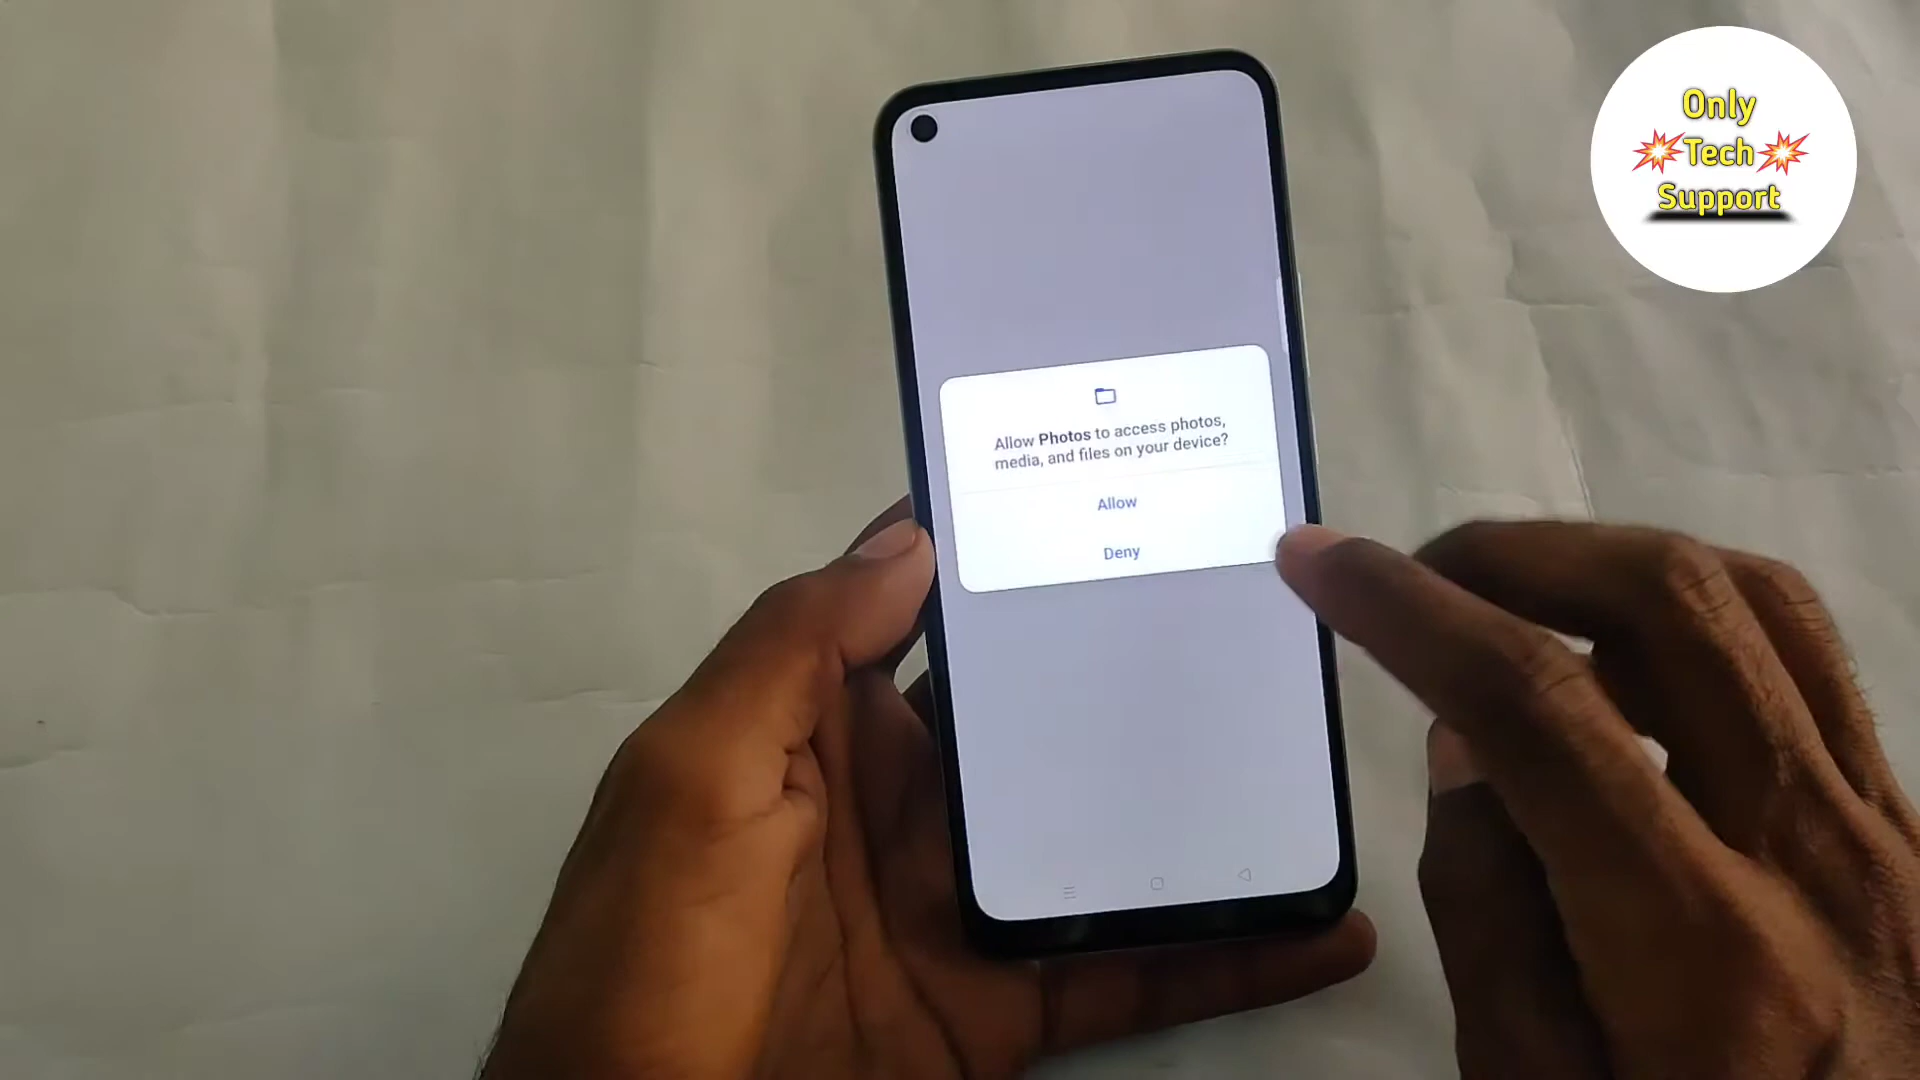 Only
Tech
Support
Allow Photos to access photos,
media, and files on your device?
Allow
Deny